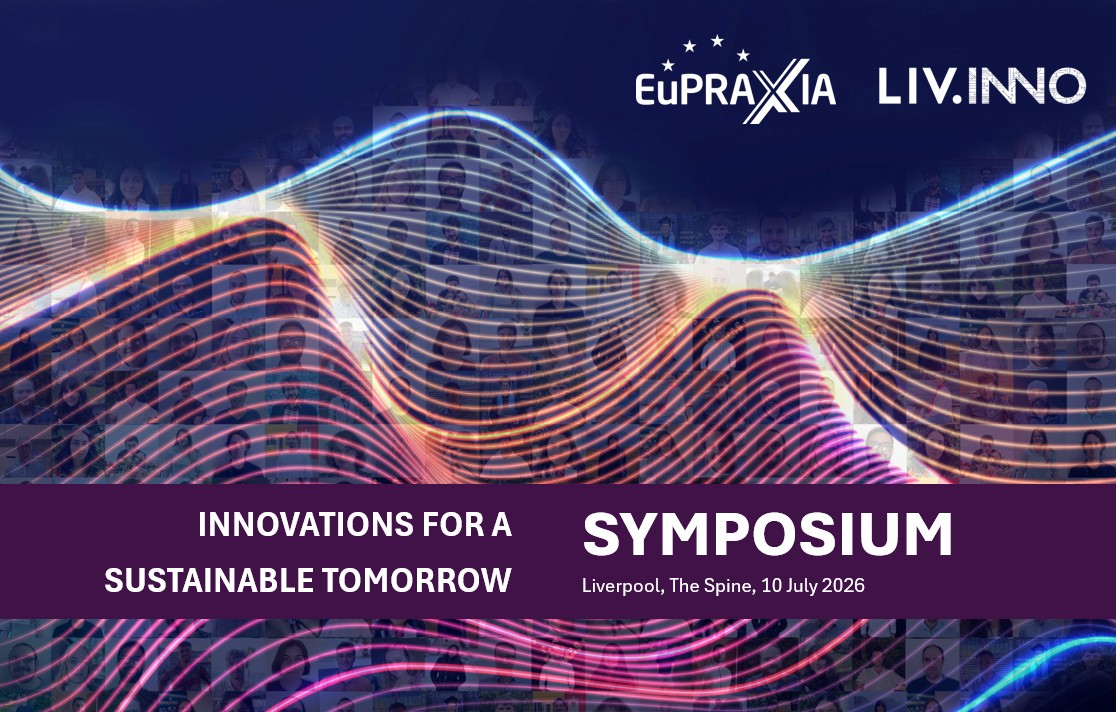 EuPRAXIA
LIV.INNO
INNOVATIONS FOR A
SUSTAINABLE TOMORROW
SYMPOSIUM
Liverpool, The Spine, 10 July 2026